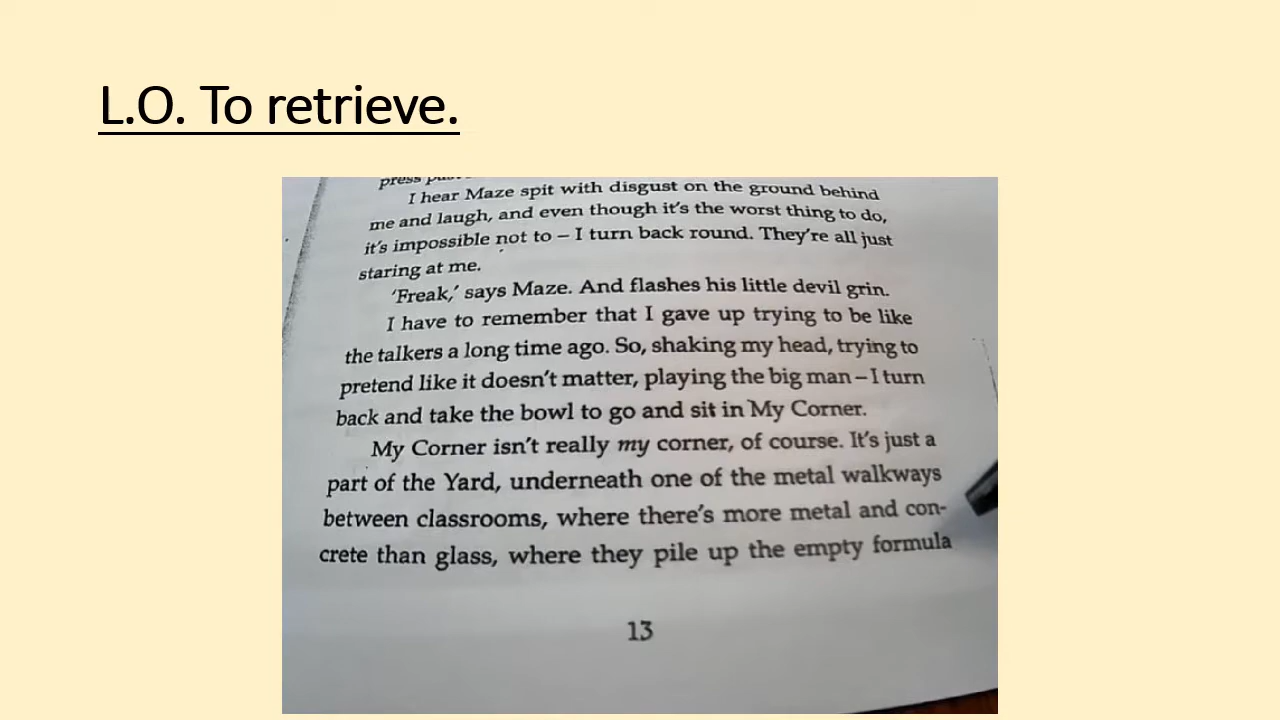 L.O. To retrieve.
press
I hear Maze spit with disgust on the ground behind
me and laugh, and even though it's the worst thing to do,
it's impossible not to – I turn back round. They're all just
staring at me.
'Freak,' says Maze. And flashes his little devil grin.
I have to remember that I gave up trying to be like
the talkers a long time ago. So, shaking my head, trying to
pretend like it doesn't matter, playing the big man – I turn
back and take the bowl to go and sit in My Corner.
My Corner isn't really my corner, of course. It's just a
part of the Yard, underneath one of the metal walkways
between classrooms, where there's more metal and con-
crete than glass, where they pile up the empty formula
13